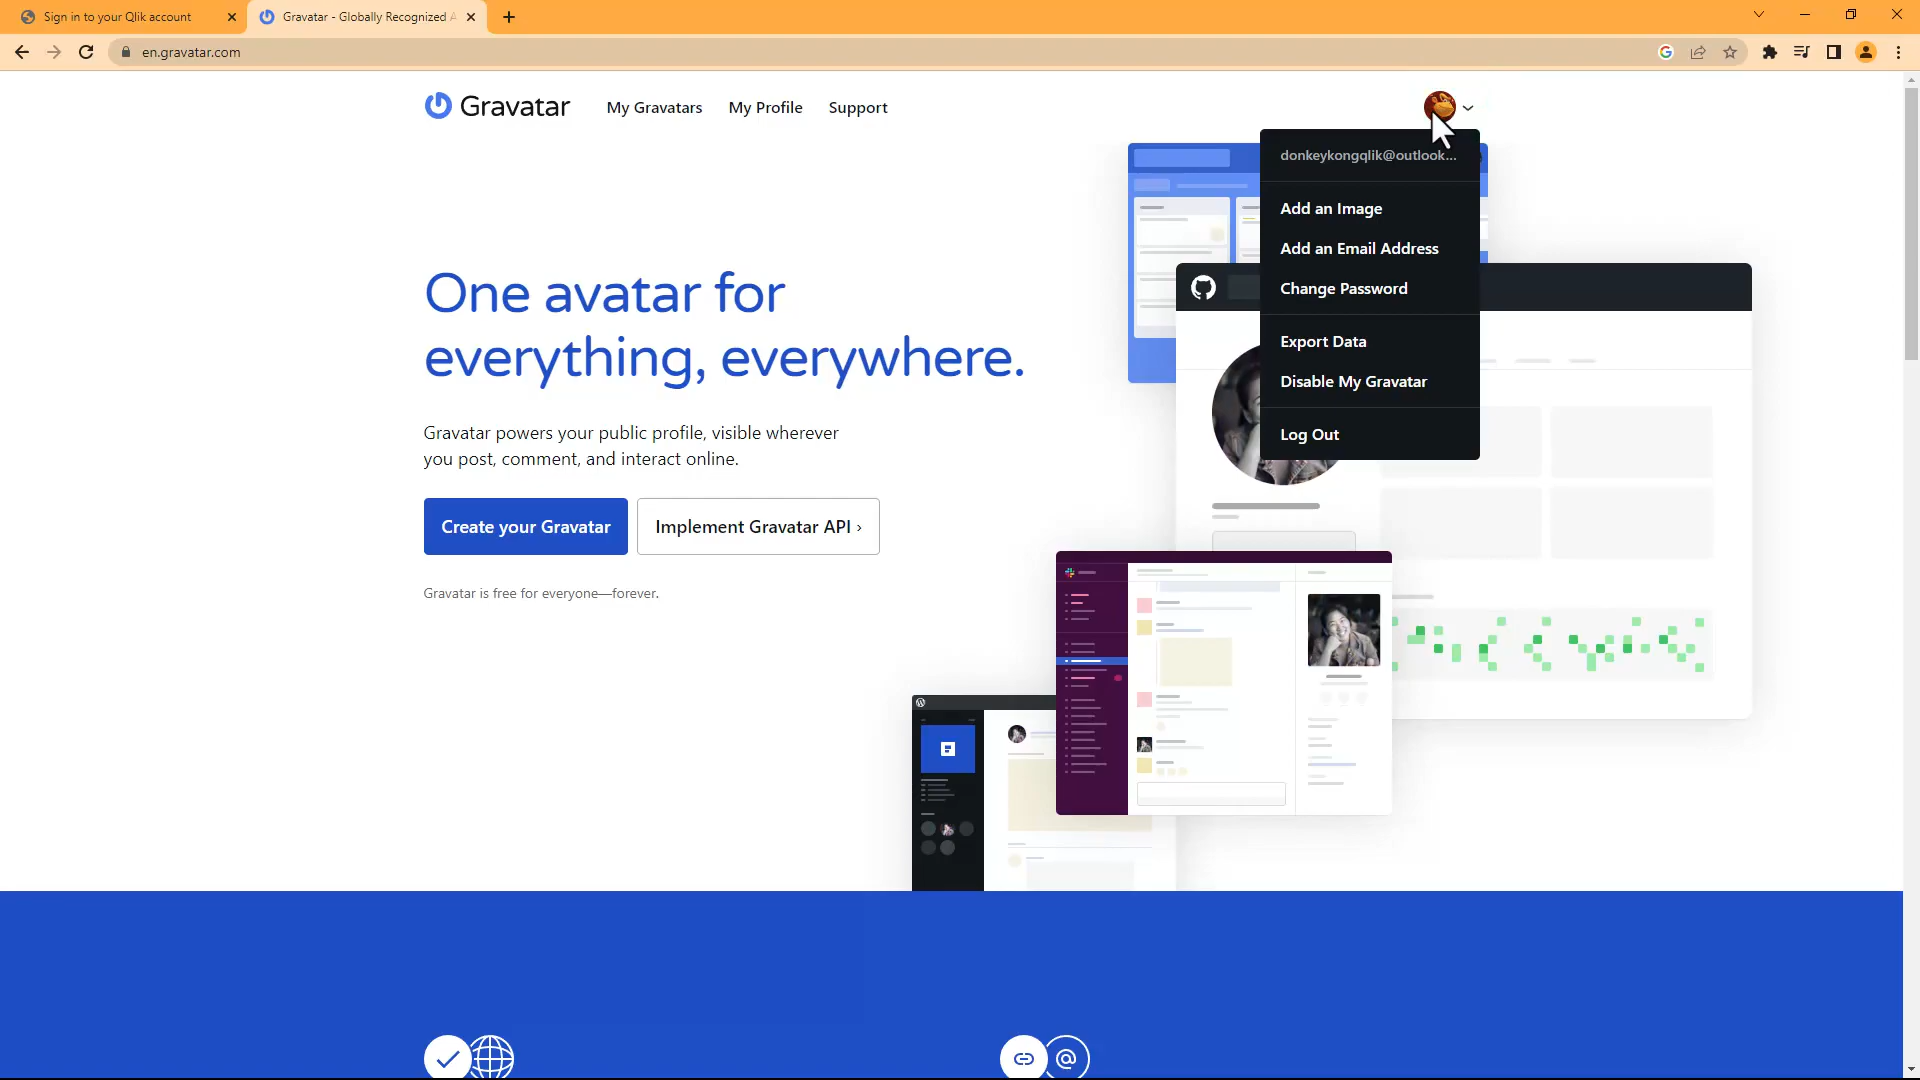 Sign in to your Qlik account
Gravatar - Globally Recognized A
en.gravatar.com
Gravatar
My Gravatars
My Profile
Support
donkeykongqlik@outlook...
Add an Image
Add an Email Address
Change Password
Export Data
Disable My Gravatar
Log Out
One avatar for
everything, everywhere.
Gravatar powers your public profile, visible wherever
you post, comment, and interact online.
Create your Gravatar
Implement Gravatar API ›
Gravatar is free for everyone—forever.